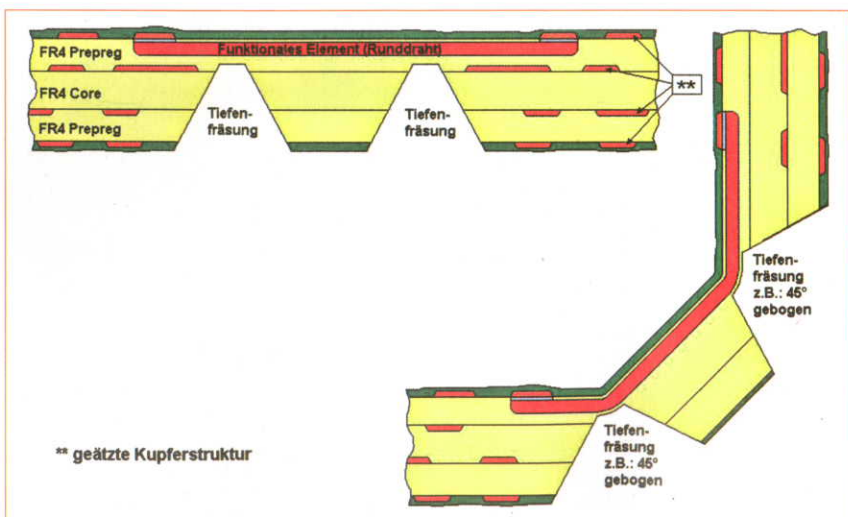 FR4 Prepreg
Funktionales Element (Runddraht)
FR4 Core
FR4 Prepreg
Tiefen-
fräsung
Tiefen-
fräsung
**
Tiefen-
fräsung
z.B.: 45°
gebogen
Tiefen-
fräsung
z.B.: 45°
gebogen
** geätzte Kupferstruktur